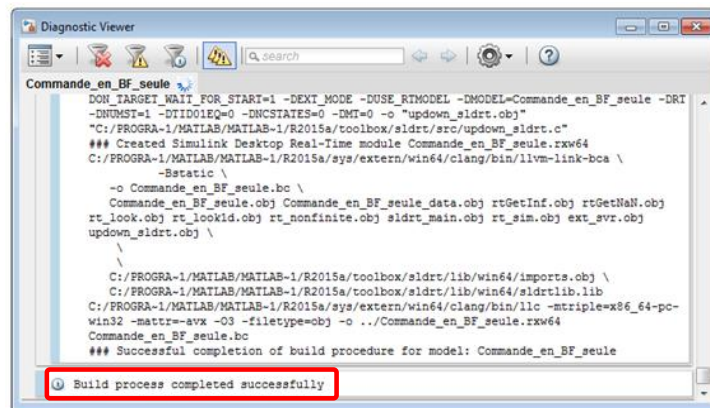 Diagnostic Viewer
search
Commande_en_BF_seule
DON_TARGET_WAIT_FOR_START=1 -DEXT_MODE -DUSE_RTMODEL -DMODEL=Commande_en_BF_seule -DRT
-DNUMST=1 -DTID01EQ=0 -DNCSTATES=0 -DMT=0 -o "updown_sldrt.obj"
"C:/PROGRA~1/MATLAB/MATLAB~1/R2015a/toolbox/sldrt/src/updown_sldrt.c"
### Created Simulink Desktop Real-Time module Commande_en_BF_seule.rxw64
C:/PROGRA~1/MATLAB/MATLAB~1/R2015a/sys/extern/win64/clang/bin/llvm-link-bca \
-Bstatic \
-o Commande_en_BF_seule.bc \
Commande_en_BF_seule.obj Commande_en_BF_seule_data.obj rtGetInf.obj rtGetNaN.obj
rt_look.obj rt_look1d.obj rt_nonfinite.obj sldrt_main.obj rt_sim.obj ext_svr.obj
updown_sldrt.obj \
\
\
C:/PROGRA~1/MATLAB/MATLAB~1/R2015a/toolbox/sldrt/lib/win64/imports.obj \
C:/PROGRA~1/MATLAB/MATLAB~1/R2015a/toolbox/sldrt/lib/win64/sldrtlib.lib
C:/PROGRA~1/MATLAB/MATLAB~1/R2015a/sys/extern/win64/clang/bin/llc -mtriple=x86_64-pc-
win32 -mattr=-avx -O3 -filetype=obj -o ../Commande_en_BF_seule.rxw64
Commande_en_BF_seule.bc
### Successful completion of build procedure for model: Commande_en_BF_seule
Build process completed successfully